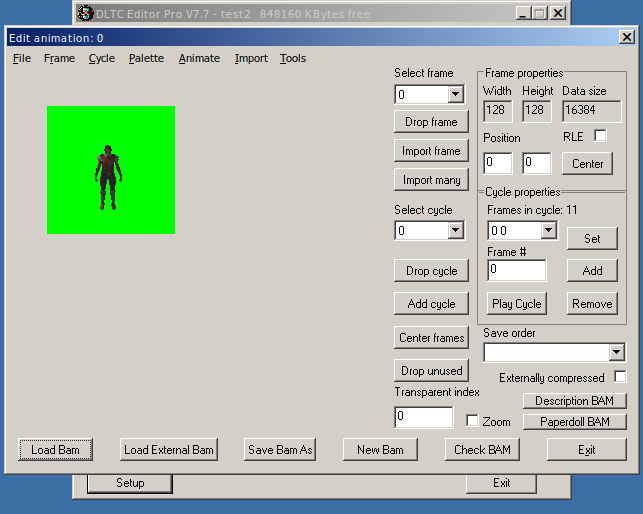 DLTC Editor Pro V7.7 - test2 848160 KBytes free
Edit animation: 0
File Frame Cycle Palette Animate Import Tools
Select frame
0
Drop frame
Import frame
Import many
Select cycle
0
Drop cycle
Add cycle
Center frames
Drop unused
Transparent index
0
Zoom
Frame properties
Width Height Data size
128 128 16384
Position RLE
0 0 Center
Cycle properties
Frames in cycle: 11
0 0
Set
Frame #
0
Add
Play Cycle Remove
Save order
Externally compressed
Description BAM
Paperdoll BAM
Load Bam Load External Bam Save Bam As New Bam Check BAM Exit
Setup Exit